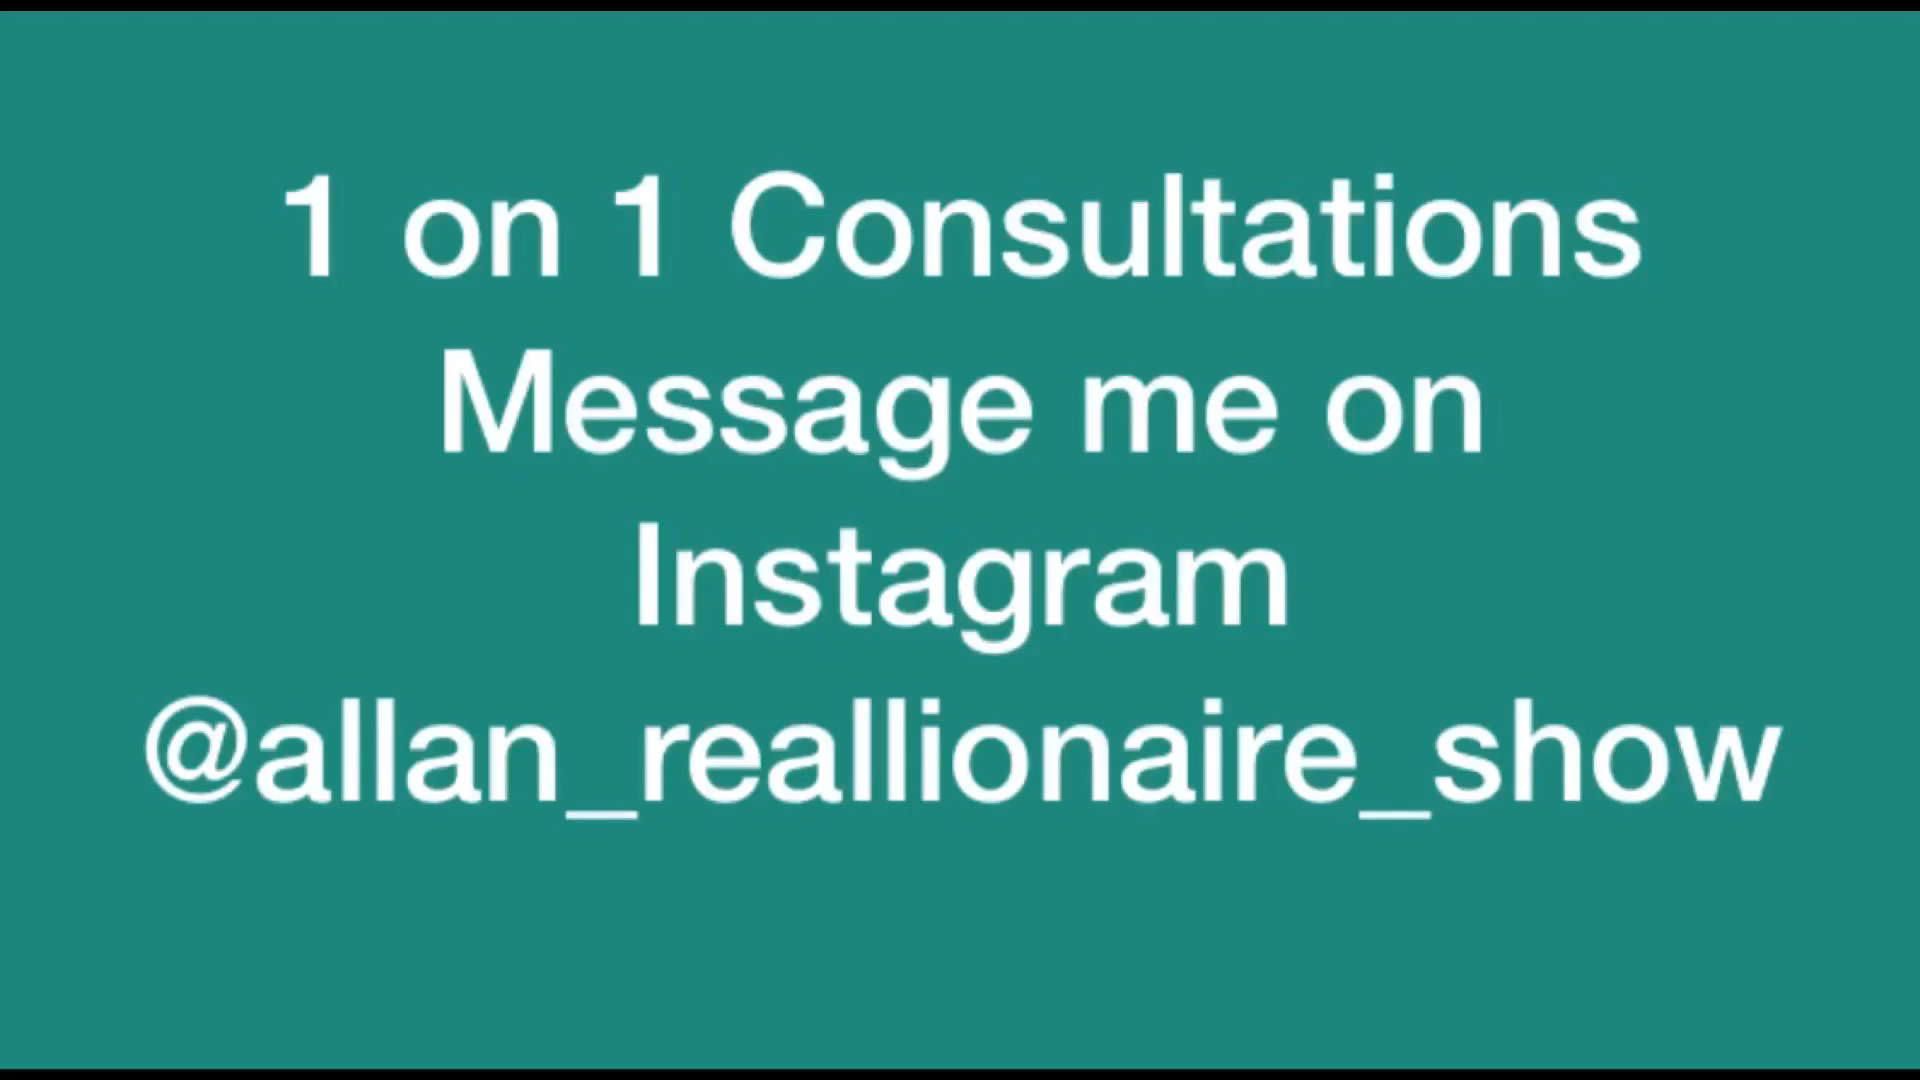 1 on 1 Consultations
Message me on
Instagram
@allan_reallionaire_show